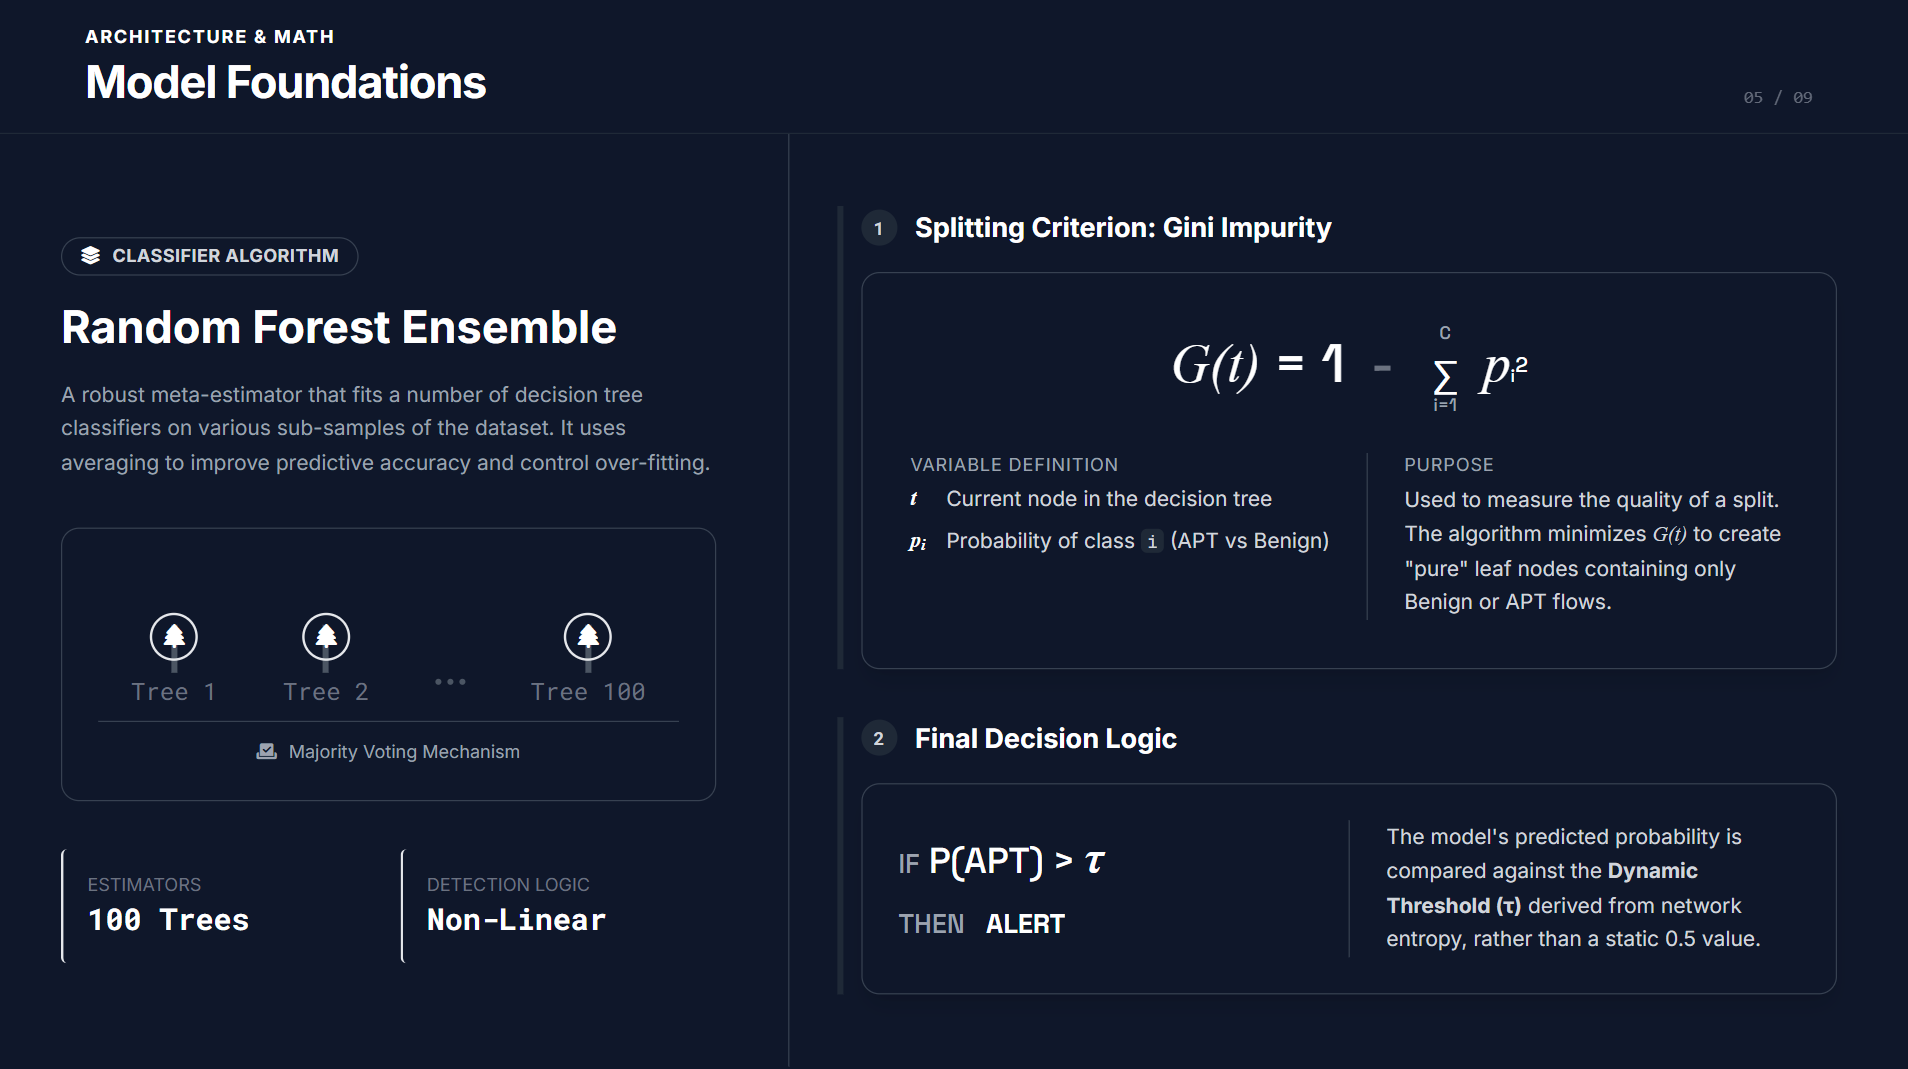 ARCHITECTURE & MATH
Model Foundations
05 / 09
CLASSIFIER ALGORITHM
Random Forest Ensemble
A robust meta-estimator that fits a number of decision tree
classifiers on various sub-samples of the dataset. It uses
averaging to improve predictive accuracy and control over-fitting.
Tree 1
Tree 2
...
Tree 100
Majority Voting Mechanism
ESTIMATORS
100 Trees
DETECTION LOGIC
Non-Linear
1
Splitting Criterion: Gini Impurity
G(t) = 1 - ∑ᵢ₌₁ᶜ pᵢ²
VARIABLE DEFINITION
t Current node in the decision tree
pᵢ Probability of class i (APT vs Benign)
PURPOSE
Used to measure the quality of a split.
The algorithm minimizes G(t) to create
"pure" leaf nodes containing only
Benign or APT flows.
2
Final Decision Logic
IF P(APT) > τ
THEN ALERT
The model's predicted probability is
compared against the Dynamic
Threshold (τ) derived from network
entropy, rather than a static 0.5 value.